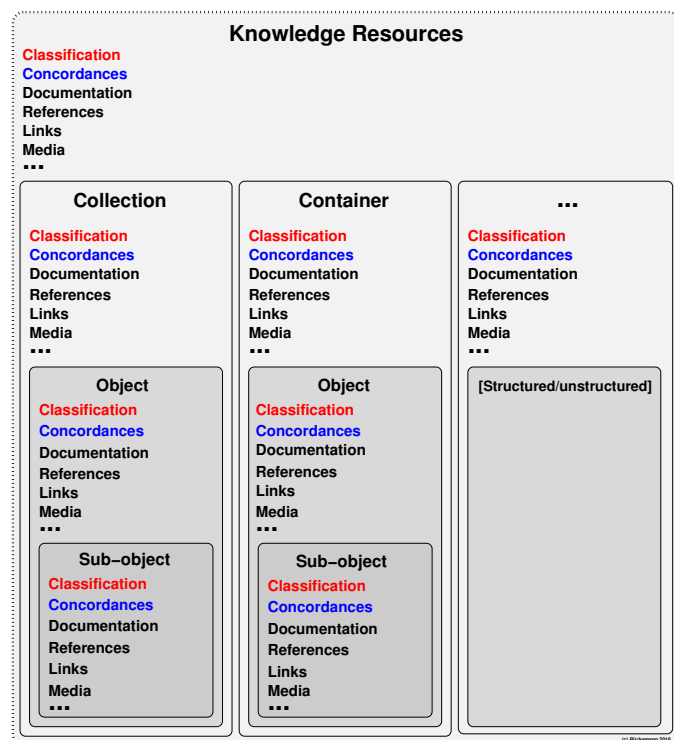 Knowledge Resources
Classification
Concordances
Documentation
References
Links
Media
...
Collection
Classification
Concordances
Documentation
References
Links
Media
...
Object
Classification
Concordances
Documentation
References
Links
Media
...
Sub−object
Classification
Concordances
Documentation
References
Links
Media
...
Container
Classification
Concordances
Documentation
References
Links
Media
...
Object
Classification
Concordances
Documentation
References
Links
Media
...
Sub−object
Classification
Concordances
Documentation
References
Links
Media
...
...
Classification
Concordances
Documentation
References
Links
Media
...
[Structured/unstructured]
(c) Rückemann 2016